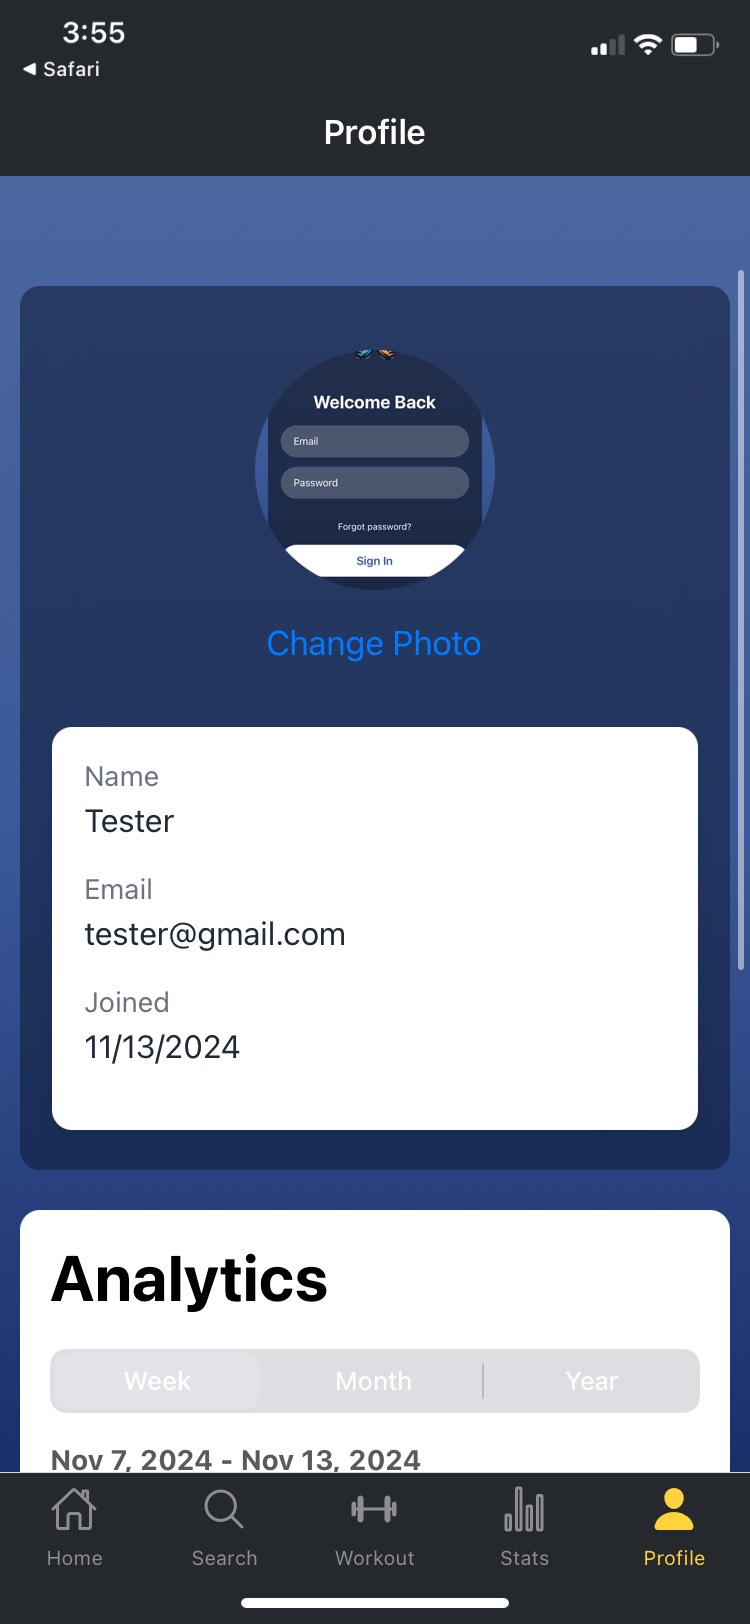 3:55
◀ Safari
Profile
Welcome Back
Email
Password
Forgot password?
Sign In
Change Photo
Name
Tester
Email
tester@gmail.com
Joined
11/13/2024
Analytics
Week Month Year
Nov 7, 2024 - Nov 13, 2024
Home Search Workout Stats Profile